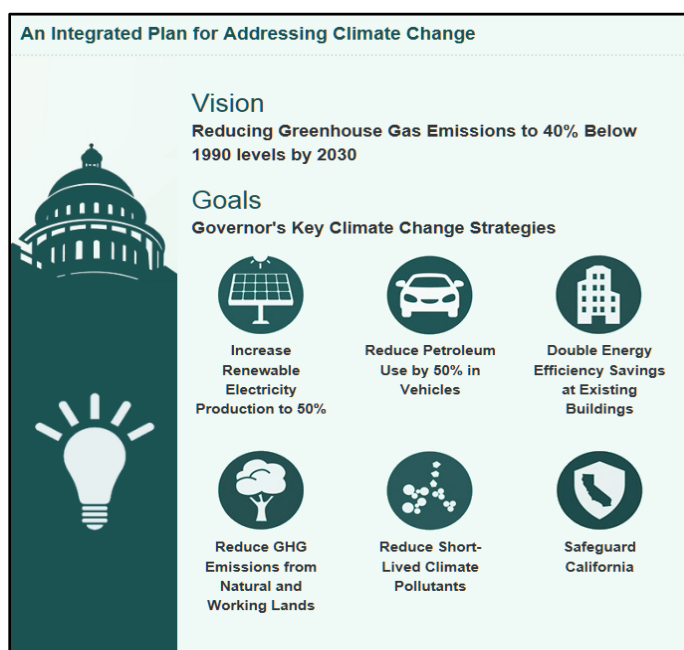 An Integrated Plan for Addressing Climate Change
Vision
Reducing Greenhouse Gas Emissions to 40% Below
1990 levels by 2030
Goals
Governor's Key Climate Change Strategies
Increase
Renewable
Electricity
Production to 50%
Reduce Petroleum
Use by 50% in
Vehicles
Double Energy
Efficiency Savings
at Existing
Buildings
Reduce GHG
Emissions from
Natural and
Working Lands
Reduce Short-
Lived Climate
Pollutants
Safeguard
California